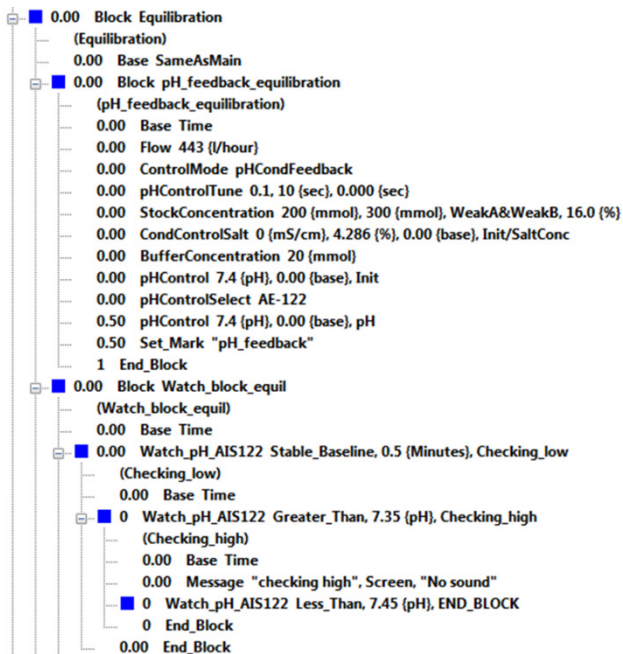 0.00 Block Equilibration
(Equilibration)
0.00 Base SameAsMain
0.00 Block pH_feedback_equilibration
(pH_feedback_equilibration)
0.00 Base Time
0.00 Flow 443 {l/hour}
0.00 ControlMode pHCondFeedback
0.00 pHControlTune 0.1, 10 {sec}, 0.000 {sec}
0.00 StockConcentration 200 {mmol}, 300 {mmol}, WeakA&WeakB, 16.0 {%}
0.00 CondControlSalt 0 {mS/cm}, 4.286 {%}, 0.00 {base}, Init/SaltConc
0.00 BufferConcentration 20 {mmol}
0.00 pHControl 7.4 {pH}, 0.00 {base}, Init
0.00 pHControlSelect AE-122
0.50 pHControl 7.4 {pH}, 0.00 {base}, pH
0.50 Set_Mark "pH_feedback"
1 End_Block
0.00 Block Watch_block_equil
(Watch_block_equil)
0.00 Base Time
0.00 Watch_pH_AIS122 Stable_Baseline, 0.5 {Minutes}, Checking_low
(Checking_low)
0.00 Base Time
0 Watch_pH_AIS122 Greater_Than, 7.35 {pH}, Checking_high
(Checking_high)
0.00 Base Time
0.00 Message "checking high", Screen, "No sound"
0 Watch_pH_AIS122 Less_Than, 7.45 {pH}, END_BLOCK
0 End_Block
0.00 End_Block